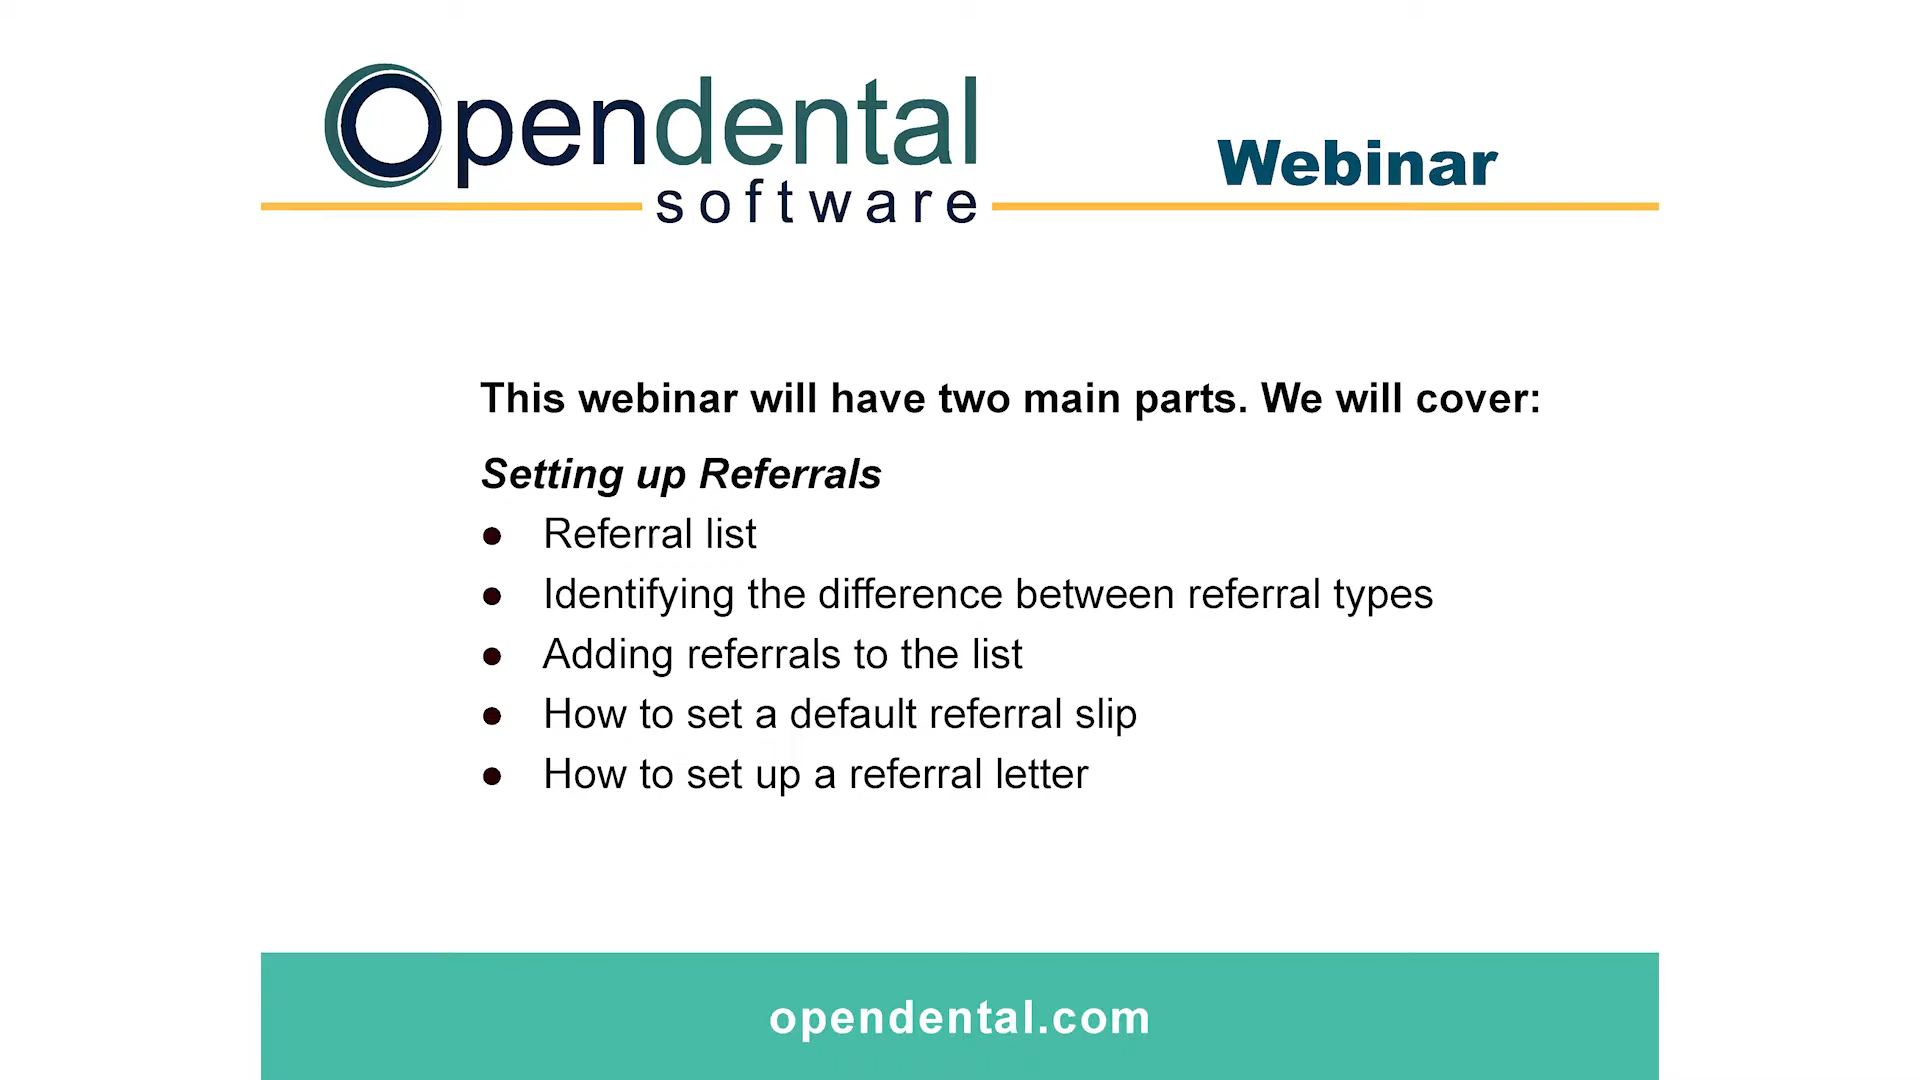 Opendental
software
Webinar
This webinar will have two main parts. We will cover:
Setting up Referrals
● Referral list
● Identifying the difference between referral types
● Adding referrals to the list
● How to set a default referral slip
● How to set up a referral letter
opendental.com